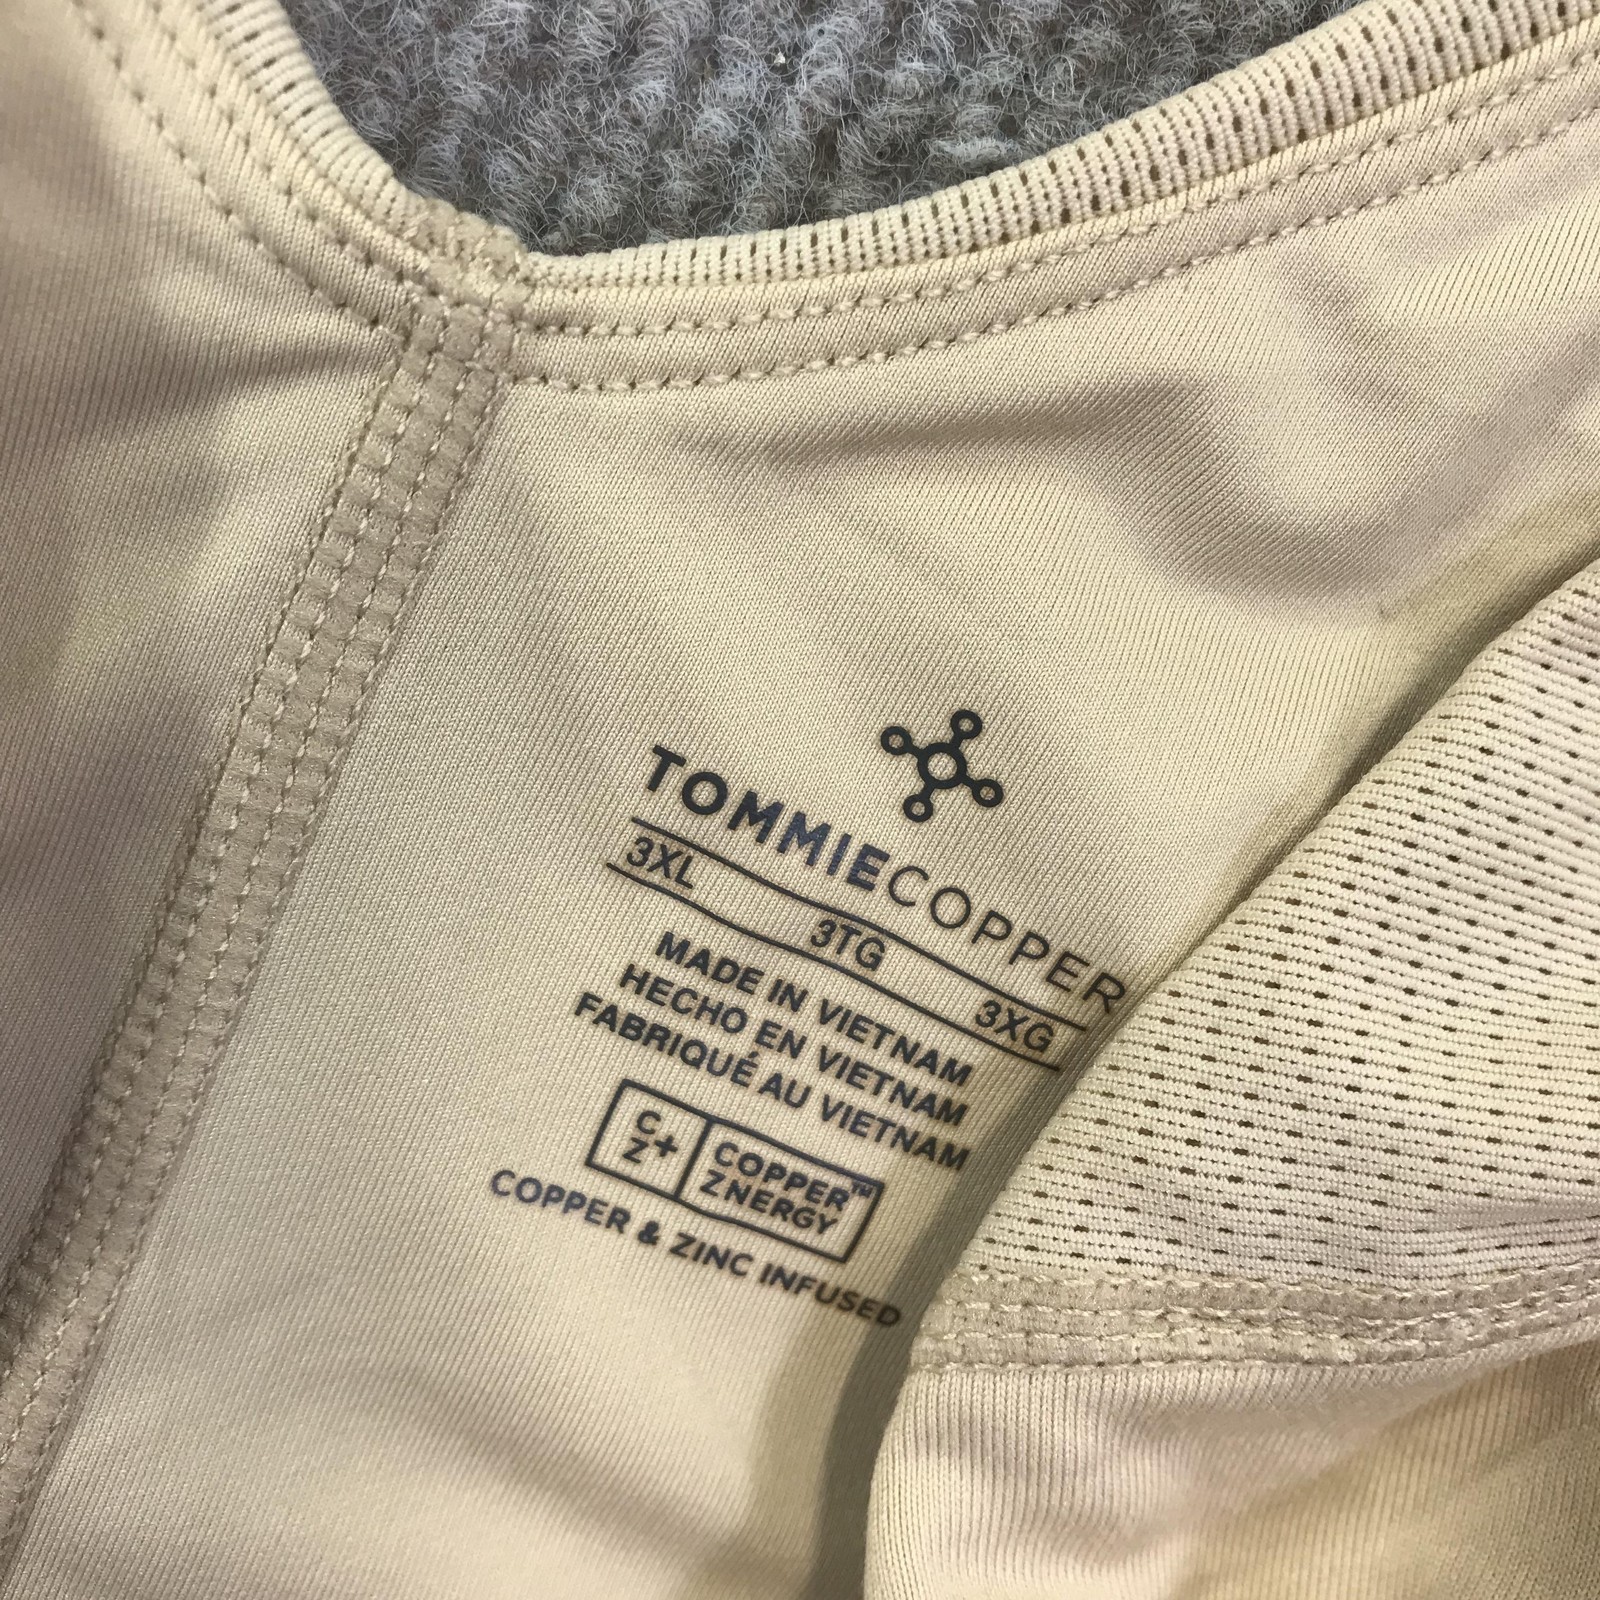 TOMMIECOPPER
3XL 3TG 3XG
MADE IN VIETNAM
HECHO EN VIETNAM
FABRIQUÉ AU VIETNAM
C
Z+
COPPER™
ZNERGY
COPPER & ZINC INFUSED